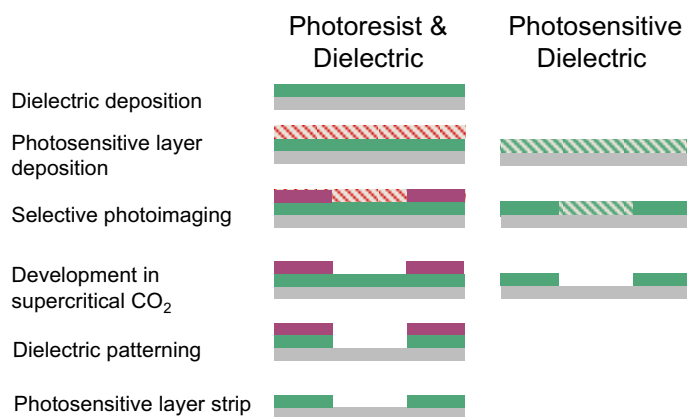 Photoresist &
Dielectric
Photosensitive
Dielectric
Dielectric deposition
Photosensitive layer
deposition
Selective photoimaging
Development in
supercritical CO₂
Dielectric patterning
Photosensitive layer strip